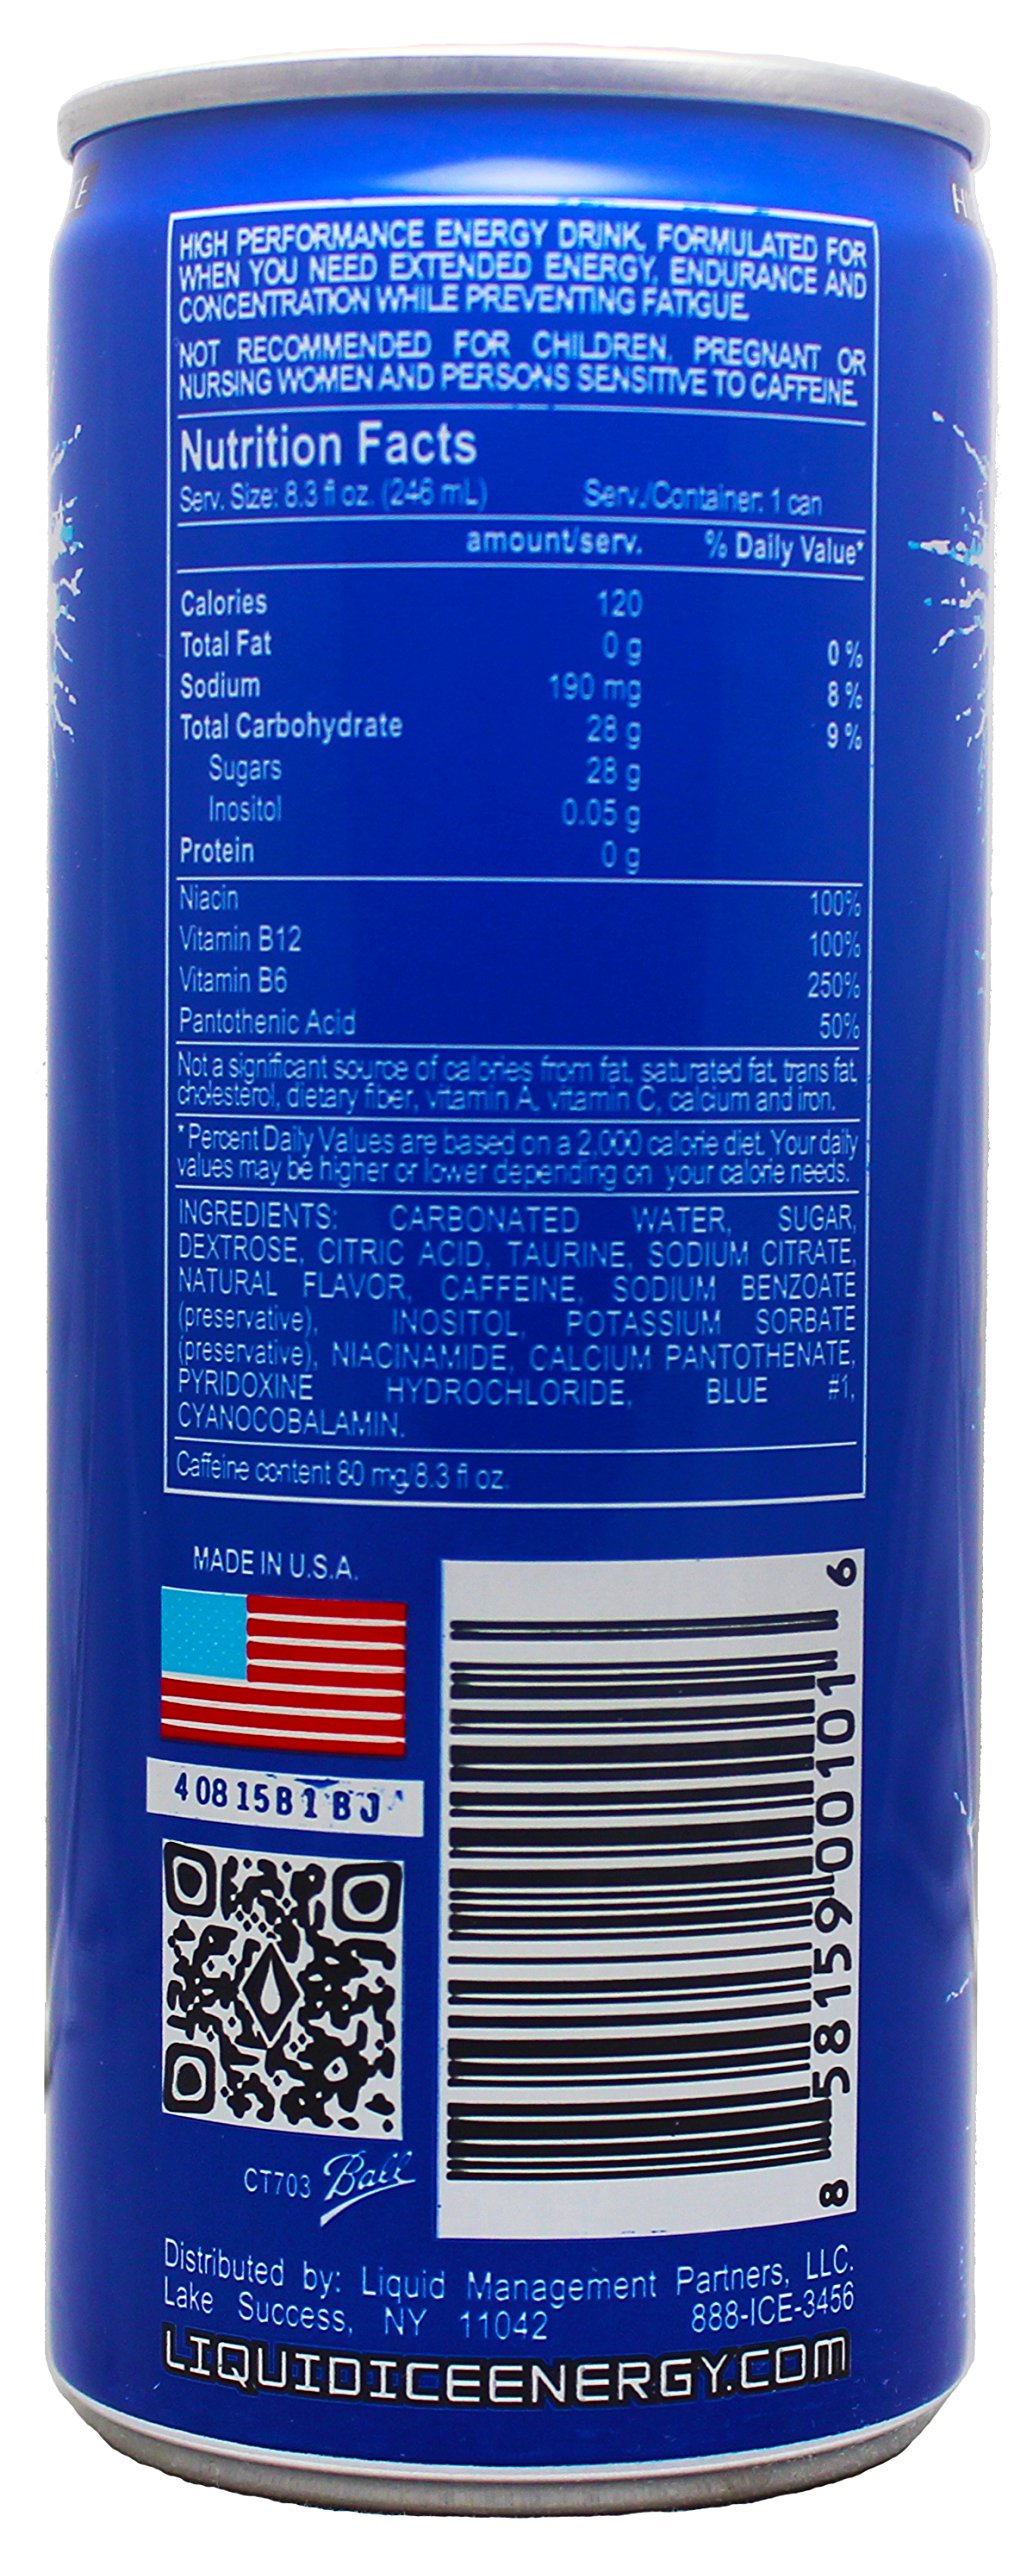 E
H
HIGH PERFORMANCE ENERGY DRINK, FORMULATED FOR
WHEN YOU NEED EXTENDED ENERGY, ENDURANCE AND
CONCENTRATION WHILE PREVENTING FATIGUE.
NOT RECOMMENDED FOR CHILDREN, PREGNANT OR
NURSING WOMEN AND PERSONS SENSITIVE TO CAFFEINE.
Nutrition Facts
Serv. Size: 8.3 fl oz. (246 mL) Serv./Container: 1 can
amount/serv. % Daily Value*
Calories 120
Total Fat 0 g 0 %
Sodium 190 mg 8 %
Total Carbohydrate 28 g 9 %
Sugars 28 g
Inositol 0.05 g
Protein 0 g
Niacin 100%
Vitamin B12 100%
Vitamin B6 250%
Pantothenic Acid 50%
Not a significant source of calories from fat, saturated fat, trans fat,
cholesterol, dietary fiber, vitamin A, vitamin C, calcium and iron.
*Percent Daily Values are based on a 2,000 calorie diet. Your daily
values may be higher or lower depending on your calorie needs.
INGREDIENTS: CARBONATED WATER, SUGAR,
DEXTROSE, CITRIC ACID, TAURINE, SODIUM CITRATE,
NATURAL FLAVOR, CAFFEINE, SODIUM BENZOATE
(preservative), INOSITOL, POTASSIUM SORBATE
(preservative), NIACINAMIDE, CALCIUM PANTOTHENATE,
PYRIDOXINE HYDROCHLORIDE, BLUE #1,
CYANOCOBALAMIN.
Caffeine content 80 mg/8.3 fl oz.
MADE IN U.S.A.
4 08 15 B 1 B J
8 58159 00101 6
CT703 Ball
Distributed by: Liquid Management Partners, LLC.
Lake Success, NY 11042 888-ICE-3456
LIQUIDICEENERGY.COM